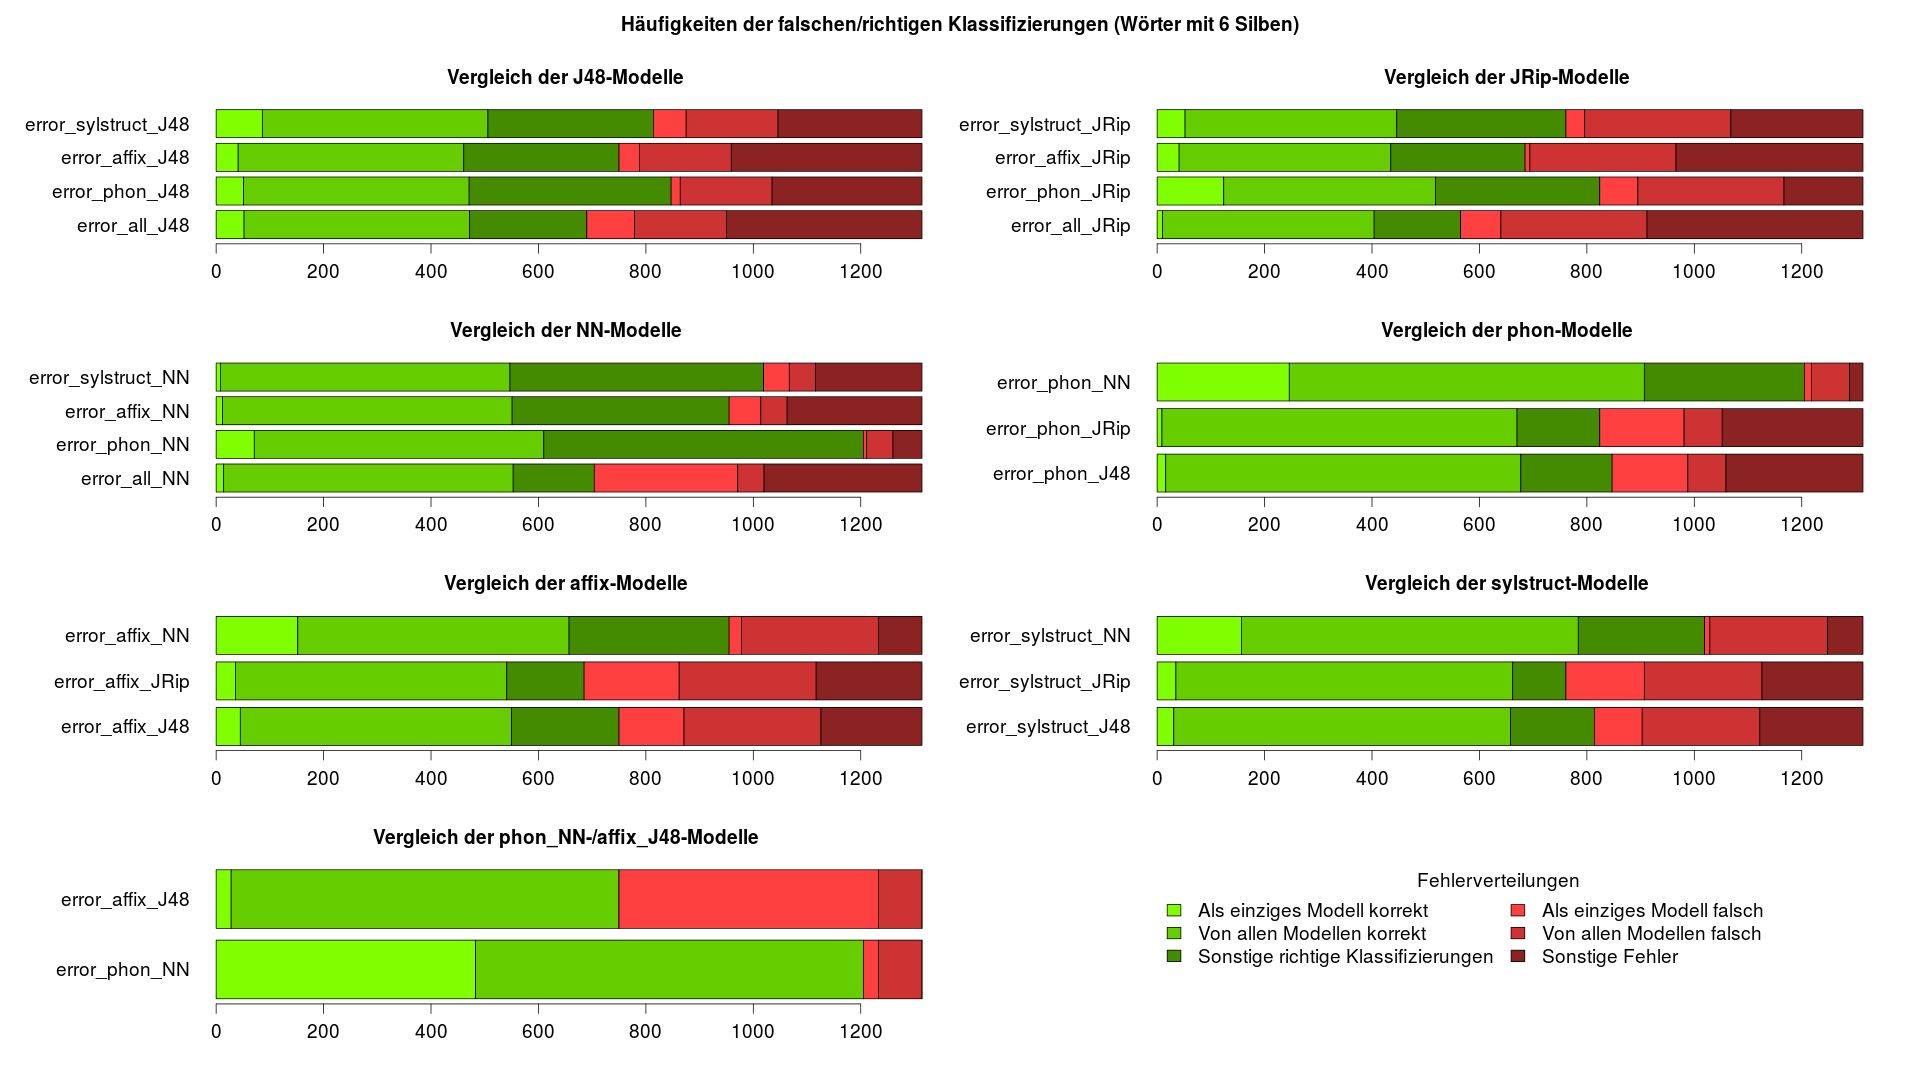 Häufigkeiten der falschen/richtigen Klassifizierungen (Wörter mit 6 Silben)
Vergleich der J48-Modelle
error_sylstruct_J48
error_affix_J48
error_phon_J48
error_all_J48
0 200 400 600 800 1000 1200
Vergleich der JRip-Modelle
error_sylstruct_JRip
error_affix_JRip
error_phon_JRip
error_all_JRip
0 200 400 600 800 1000 1200
Vergleich der NN-Modelle
error_sylstruct_NN
error_affix_NN
error_phon_NN
error_all_NN
0 200 400 600 800 1000 1200
Vergleich der phon-Modelle
error_phon_NN
error_phon_JRip
error_phon_J48
0 200 400 600 800 1000 1200
Vergleich der affix-Modelle
error_affix_NN
error_affix_JRip
error_affix_J48
0 200 400 600 800 1000 1200
Vergleich der sylstruct-Modelle
error_sylstruct_NN
error_sylstruct_JRip
error_sylstruct_J48
0 200 400 600 800 1000 1200
Vergleich der phon_NN-/affix_J48-Modelle
error_affix_J48
error_phon_NN
0 200 400 600 800 1000 1200
Fehlerverteilungen
Als einziges Modell korrekt
Von allen Modellen korrekt
Sonstige richtige Klassifizierungen
Als einziges Modell falsch
Von allen Modellen falsch
Sonstige Fehler